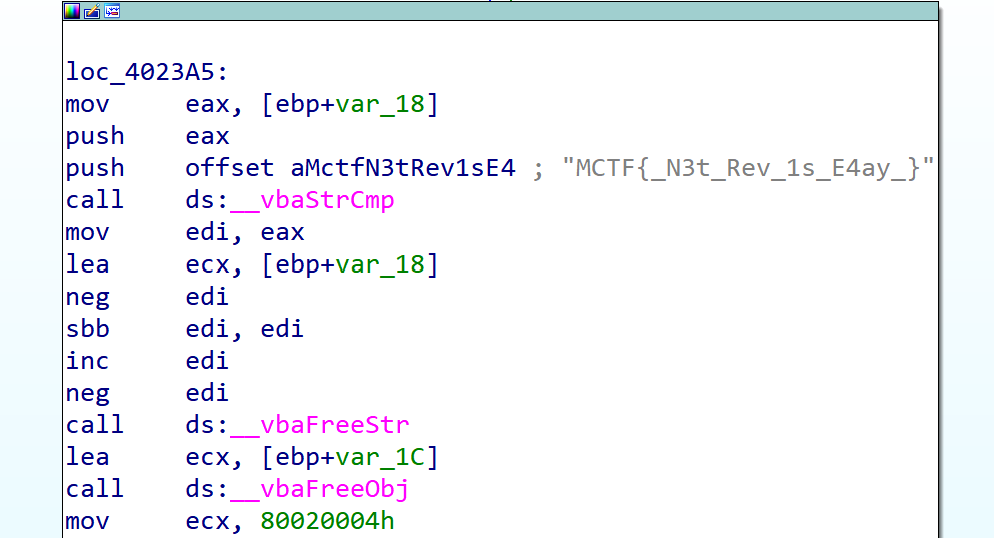 loc_4023A5:
mov     eax, [ebp+var_18]
push    eax
push    offset aMctfN3tRev1sE4 ; "MCTF{_N3t_Rev_1s_E4ay_}"
call    ds:__vbaStrCmp
mov     edi, eax
lea     ecx, [ebp+var_18]
neg     edi
sbb     edi, edi
inc     edi
neg     edi
call    ds:__vbaFreeStr
lea     ecx, [ebp+var_1C]
call    ds:__vbaFreeObj
mov     ecx, 80020004h